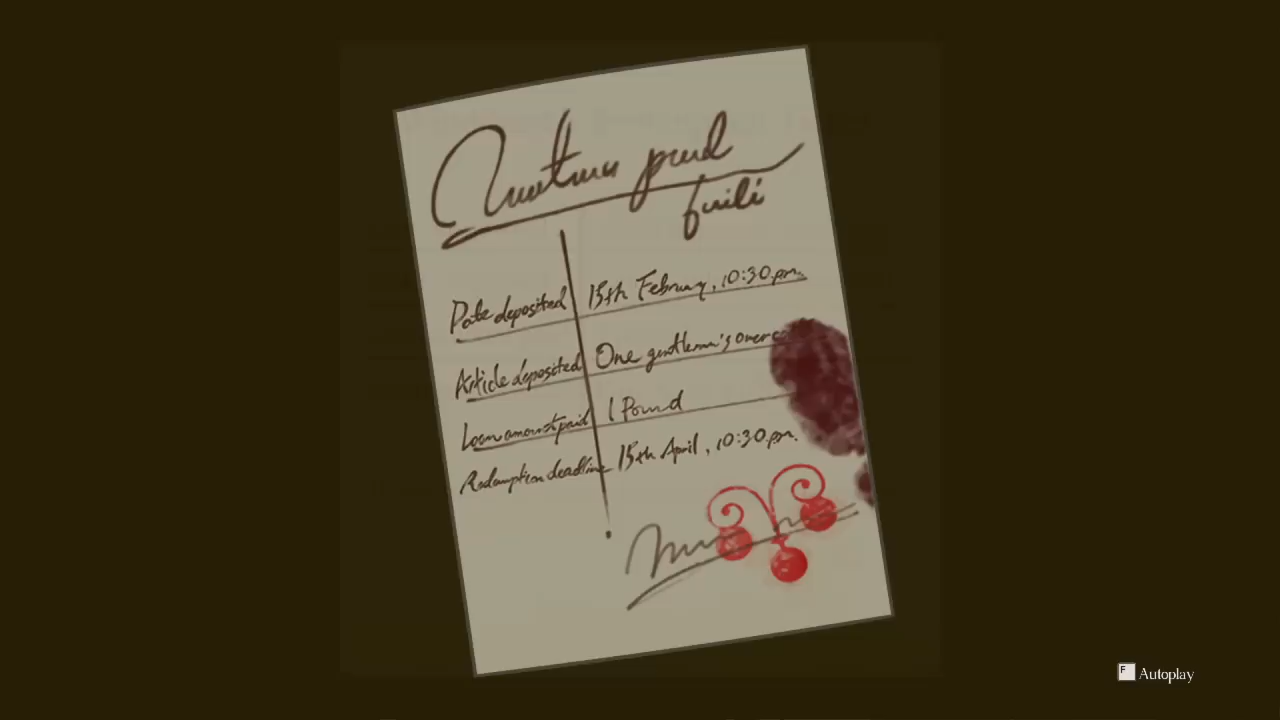 Date deposited 15th February, 10:30 p.m.
Article deposited One gentleman's overc
Loan amount paid 1 Pound
Redemption deadline 15th April, 10:30 p.m.
F Autoplay